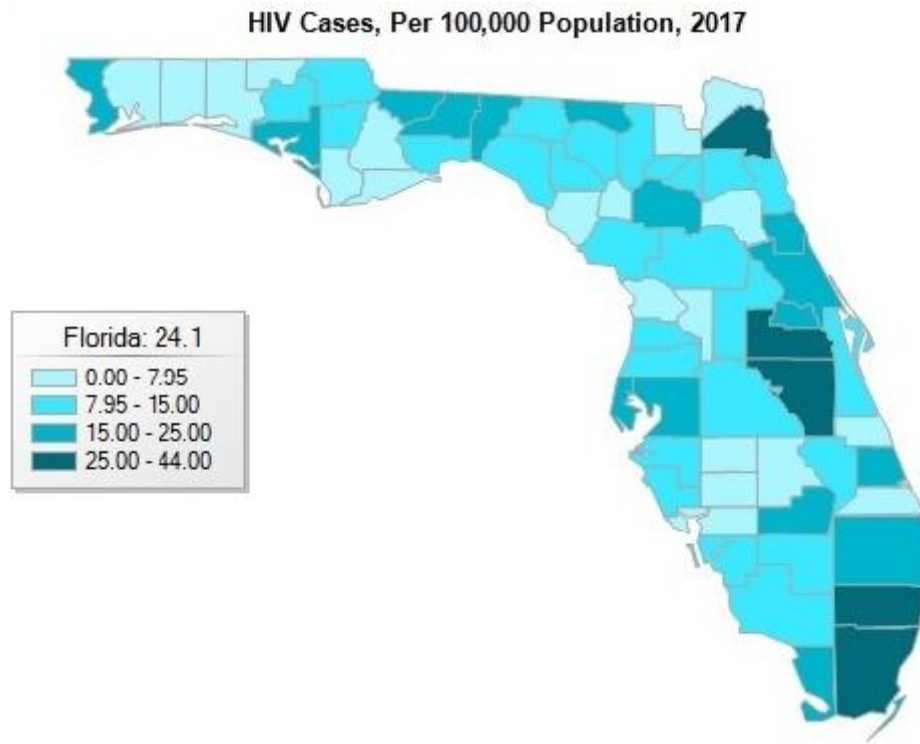 HIV Cases, Per 100,000 Population, 2017
Florida: 24.1
0.00 - 7.95
7.95 - 15.00
15.00 - 25.00
25.00 - 44.00